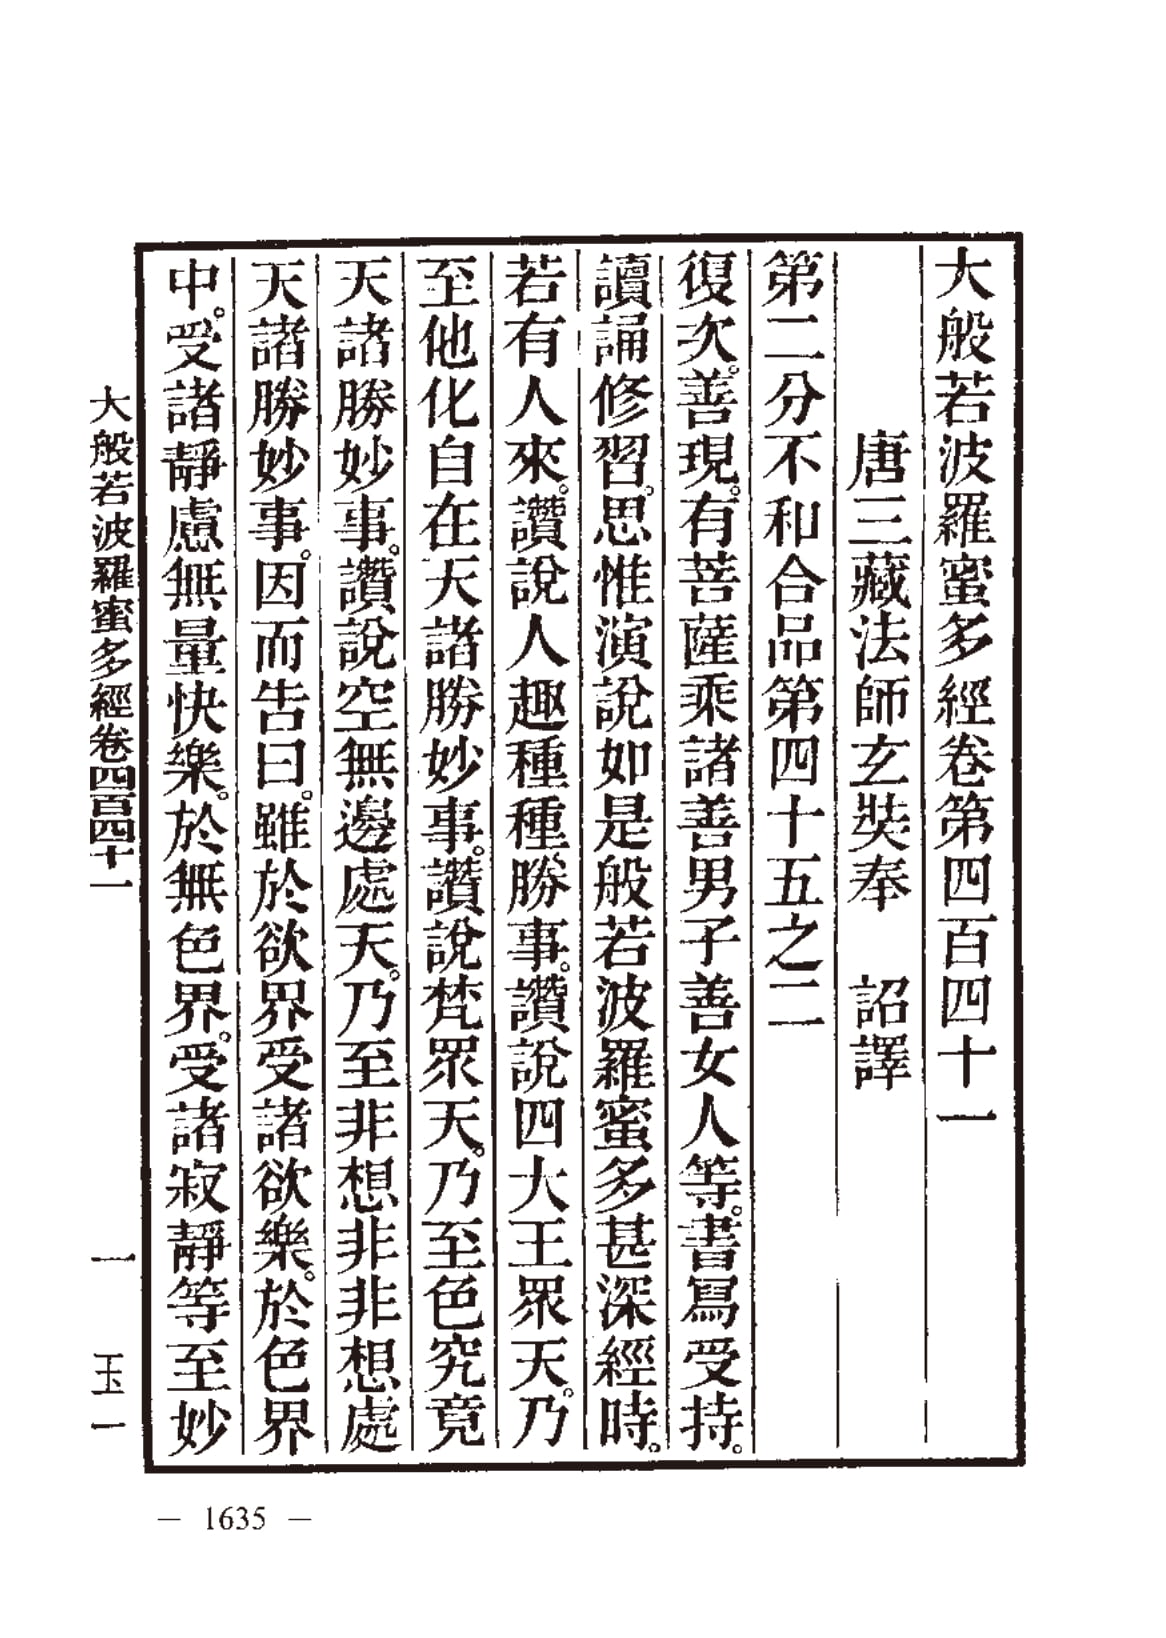 大般若波羅蜜多經卷第四百四十一
唐三藏法師玄奘奉　詔譯
第二分不和合品第四十五之二
復次。善現。有菩薩乘諸善男子善女人等。書寫受持。
讀誦修習。思惟演說如是般若波羅蜜多甚深經時。
若有人來。讚說人趣種種勝事。讚說四大王眾天。乃
至他化自在天諸勝妙事。讚說梵眾天。乃至色究竟
天諸勝妙事。讚說空無邊處天。乃至非想非非想處
天諸勝妙事。因而告曰。雖於欲界受諸欲樂。於色界
中。受諸靜慮無量快樂。於無色界。受諸寂靜等至妙
大般若波羅蜜多經卷四百四十一　一　玉一
— 1635 —